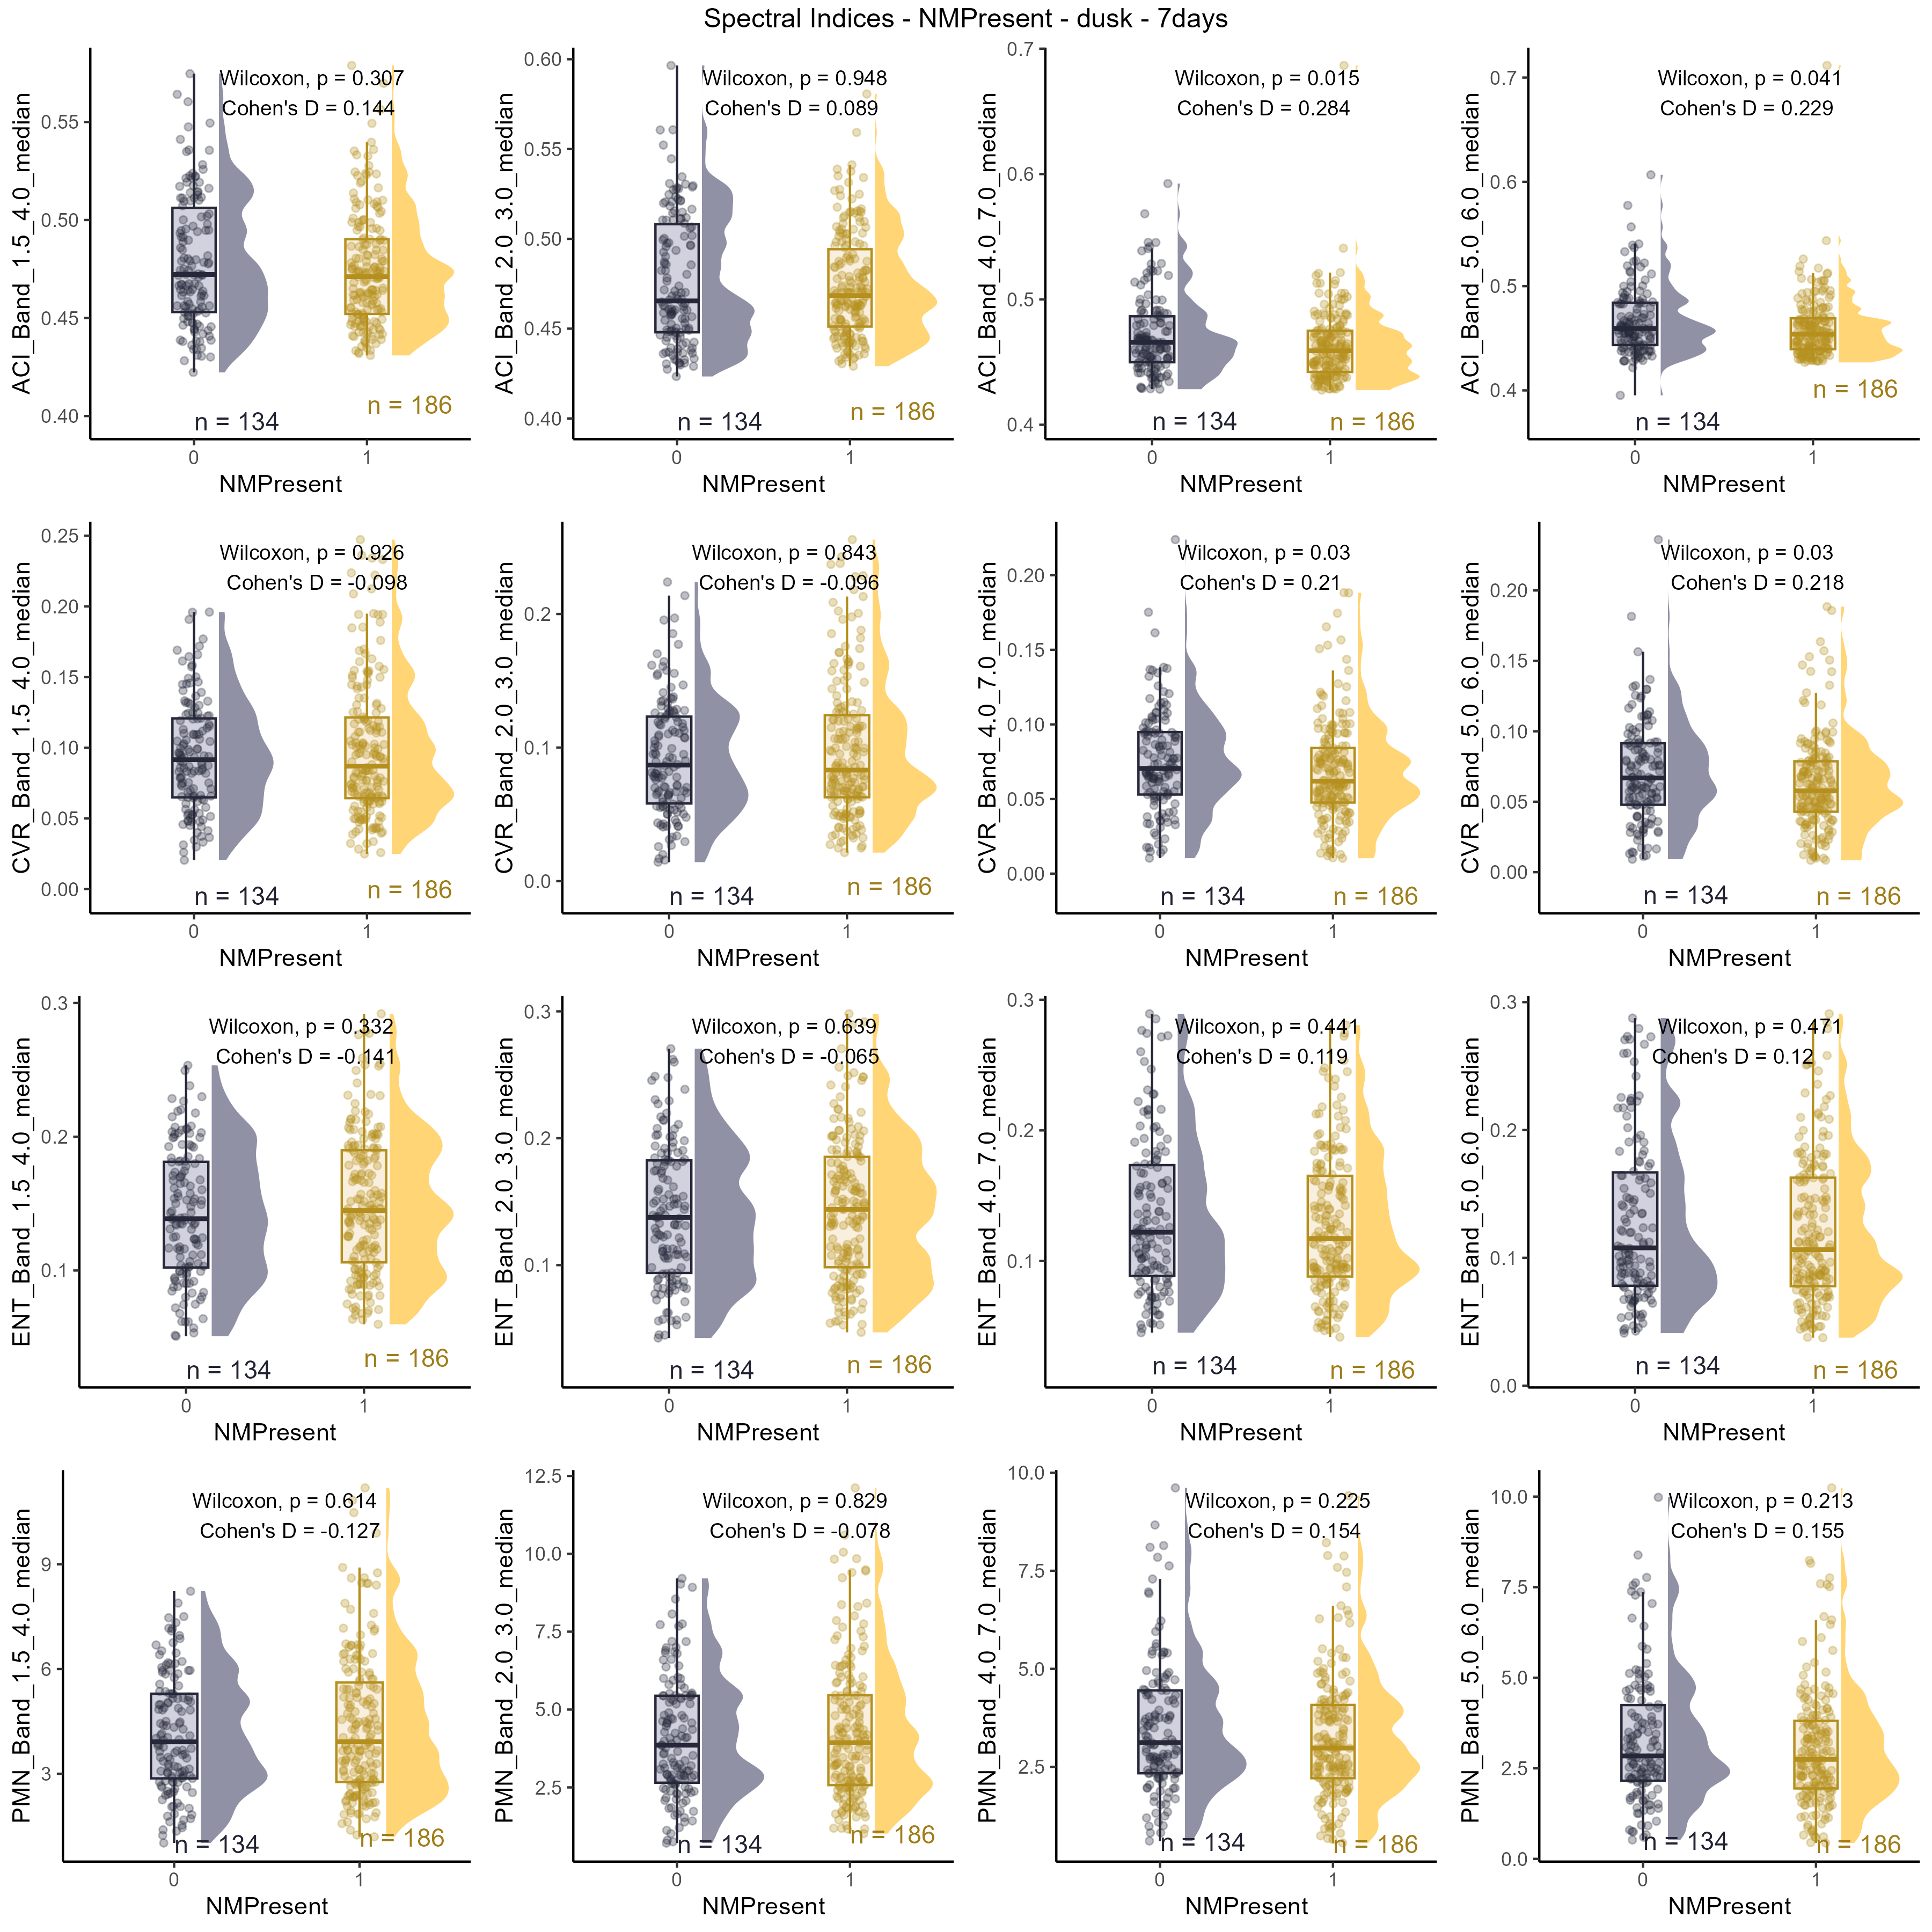 Spectral Indices - NMPresent - dusk - 7days
ACI_Band_1.5_4.0_median
0.55
0.50
0.45
0.40
Wilcoxon, p = 0.307
Cohen's D = 0.144
n = 134
n = 186
0
1
NMPresent
ACI_Band_2.0_3.0_median
0.60
0.55
0.50
0.45
0.40
Wilcoxon, p = 0.948
Cohen's D = 0.089
n = 134
n = 186
0
1
NMPresent
ACI_Band_4.0_7.0_median
0.7
0.6
0.5
0.4
Wilcoxon, p = 0.015
Cohen's D = 0.284
n = 134
n = 186
0
1
NMPresent
ACI_Band_5.0_6.0_median
0.7
0.6
0.5
0.4
Wilcoxon, p = 0.041
Cohen's D = 0.229
n = 134
n = 186
0
1
NMPresent
CVR_Band_1.5_4.0_median
0.25
0.20
0.15
0.10
0.05
0.00
Wilcoxon, p = 0.926
Cohen's D = -0.098
n = 134
n = 186
0
1
NMPresent
CVR_Band_2.0_3.0_median
0.2
0.1
0.0
Wilcoxon, p = 0.843
Cohen's D = -0.096
n = 134
n = 186
0
1
NMPresent
CVR_Band_4.0_7.0_median
0.20
0.15
0.10
0.05
0.00
Wilcoxon, p = 0.03
Cohen's D = 0.21
n = 134
n = 186
0
1
NMPresent
CVR_Band_5.0_6.0_median
0.20
0.15
0.10
0.05
0.00
Wilcoxon, p = 0.03
Cohen's D = 0.218
n = 134
n = 186
0
1
NMPresent
ENT_Band_1.5_4.0_median
0.3
0.2
0.1
Wilcoxon, p = 0.332
Cohen's D = -0.141
n = 134
n = 186
0
1
NMPresent
ENT_Band_2.0_3.0_median
0.3
0.2
0.1
Wilcoxon, p = 0.639
Cohen's D = -0.065
n = 134
n = 186
0
1
NMPresent
ENT_Band_4.0_7.0_median
0.3
0.2
0.1
Wilcoxon, p = 0.441
Cohen's D = 0.119
n = 134
n = 186
0
1
NMPresent
ENT_Band_5.0_6.0_median
0.3
0.2
0.1
0.0
Wilcoxon, p = 0.471
Cohen's D = 0.12
n = 134
n = 186
0
1
NMPresent
PMN_Band_1.5_4.0_median
9
6
3
Wilcoxon, p = 0.614
Cohen's D = -0.127
n = 134
n = 186
0
1
NMPresent
PMN_Band_2.0_3.0_median
12.5
10.0
7.5
5.0
2.5
Wilcoxon, p = 0.829
Cohen's D = -0.078
n = 134
n = 186
0
1
NMPresent
PMN_Band_4.0_7.0_median
10.0
7.5
5.0
2.5
Wilcoxon, p = 0.225
Cohen's D = 0.154
n = 134
n = 186
0
1
NMPresent
PMN_Band_5.0_6.0_median
10.0
7.5
5.0
2.5
0.0
Wilcoxon, p = 0.213
Cohen's D = 0.155
n = 134
n = 186
0
1
NMPresent